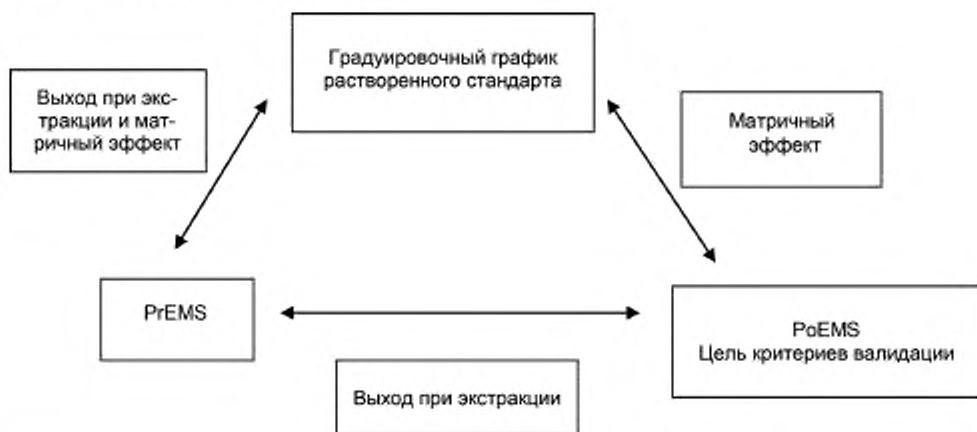 Градуировочный график
растворенного стандарта
Выход при экс-
тракции и мат-
ричный эффект
Матричный
эффект
PrEMS
PoEMS
Цель критериев валидации
Выход при экстракции